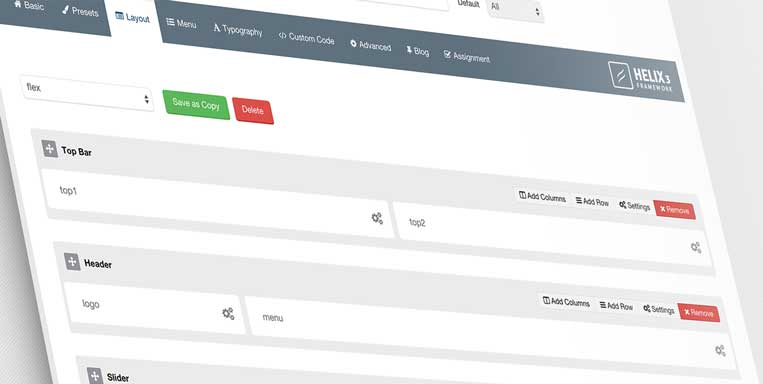 Default
All
Basic
Presets
Layout
Menu
Typography
Custom Code
Advanced
Blog
Assignment
HELIX3
FRAMEWORK
flex
Save as Copy
Delete
Top Bar
Add Columns
Add Row
Settings
Remove
top1
top2
Header
Add Columns
Add Row
Settings
Remove
logo
menu
Slider